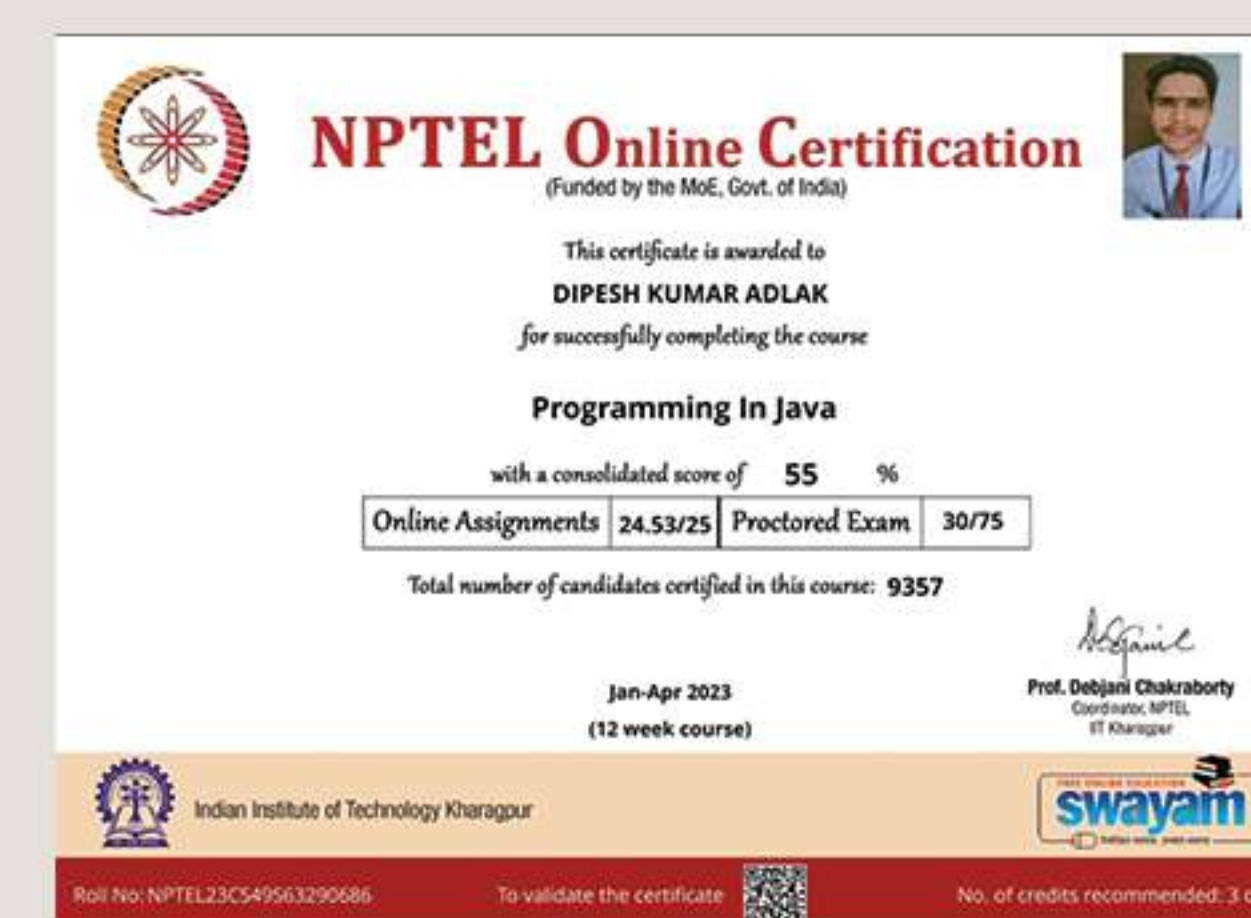 NPTEL Online Certification
(Funded by the MoE, Govt. of India)
This certificate is awarded to
DIPESH KUMAR ADLAK
for successfully completing the course
Programming In Java
with a consolidated score of 55 %
Online Assignments 24.53/25 Proctored Exam 30/75
Total number of candidates certified in this course: 9357
Jan-Apr 2023
(12 week course)
Prof. Debjani Chakraborty
Coordinator, NPTEL
IIT Kharagpur
Indian Institute of Technology Kharagpur
FREE ONLINE EDUCATION
swayam
Roll No: NPTEL23CS49S63290686
To validate the certificate
No. of credits recommended: 3